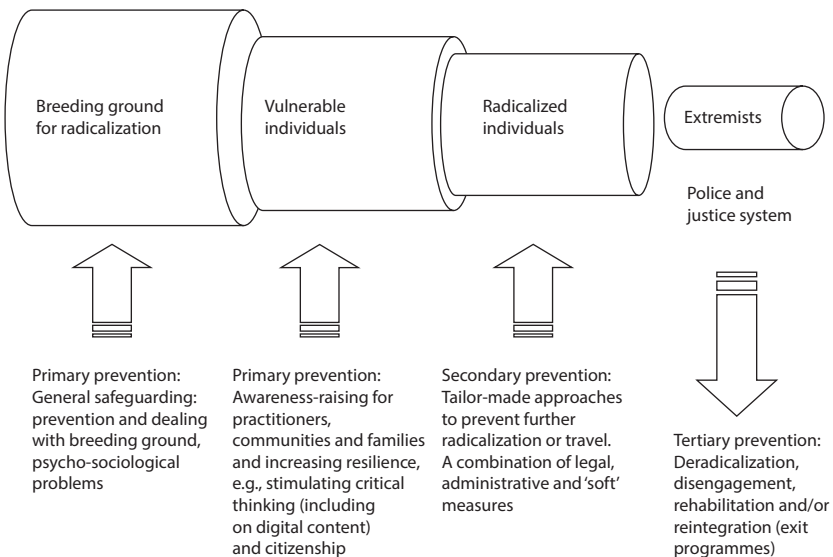 Breeding ground
for radicalization
Vulnerable
individuals
Radicalized
individuals
Extremists
Police and
justice system
Primary prevention:
General safeguarding:
prevention and dealing
with breeding ground,
psycho-sociological
problems
Primary prevention:
Awareness-raising for
practitioners,
communities and families
and increasing resilience,
e.g., stimulating critical
thinking (including
on digital content)
and citizenship
Secondary prevention:
Tailor-made approaches
to prevent further
radicalization or travel.
A combination of legal,
administrative and ‘soft’
measures
Tertiary prevention:
Deradicalization,
disengagement,
rehabilitation and/or
reintegration (exit
programmes)